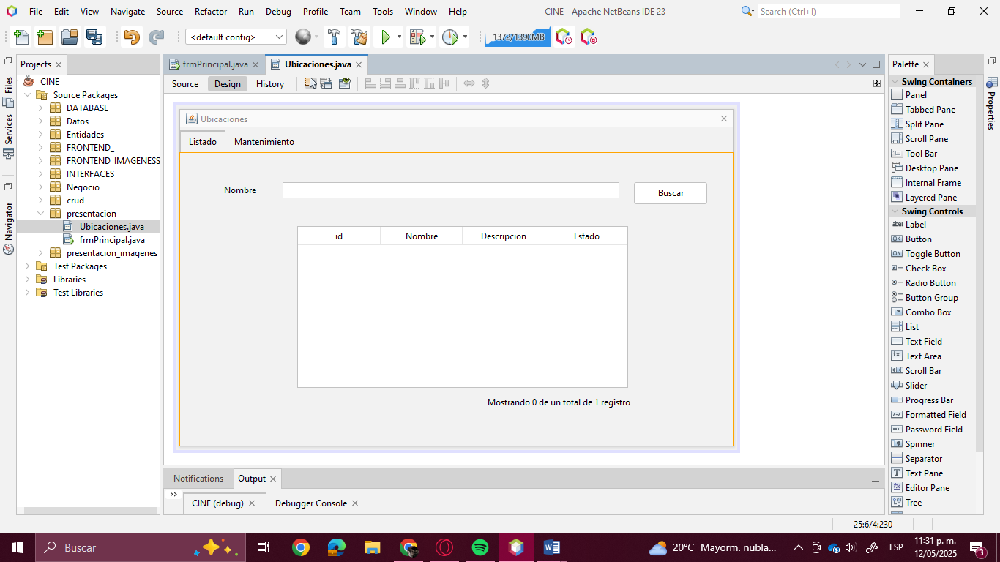 File Edit View Navigate Source Refactor Run Debug Profile Team Tools Window Help
CINE - Apache NetBeans IDE 23
Search (Ctrl+I)
<default config>
1372/1390MB
Projects
Files
Services
Navigator
CINE
Source Packages
DATABASE
Datos
Entidades
FRONTEND_
FRONTEND_IMAGENESS
INTERFACES
Negocio
crud
presentacion
Ubicaciones.java
frmPrincipal.java
presentacion_imagenes
Test Packages
Libraries
Test Libraries
frmPrincipal.java Ubicaciones.java
Source Design History
Ubicaciones
Listado Mantenimiento
Nombre Buscar
id Nombre Descripcion Estado
Mostrando 0 de un total de 1 registro
Notifications Output
CINE (debug) Debugger Console
Palette
Swing Containers
Panel
Tabbed Pane
Split Pane
Scroll Pane
Tool Bar
Desktop Pane
Internal Frame
Layered Pane
Swing Controls
Label
Button
Toggle Button
Check Box
Radio Button
Button Group
Combo Box
List
Text Field
Text Area
Scroll Bar
Slider
Progress Bar
Formatted Field
Password Field
Spinner
Separator
Text Pane
Editor Pane
Tree
Properties
25:6/4:230
Buscar
20°C Mayorm. nubla...
ESP
11:31 p. m.
12/05/2025
3